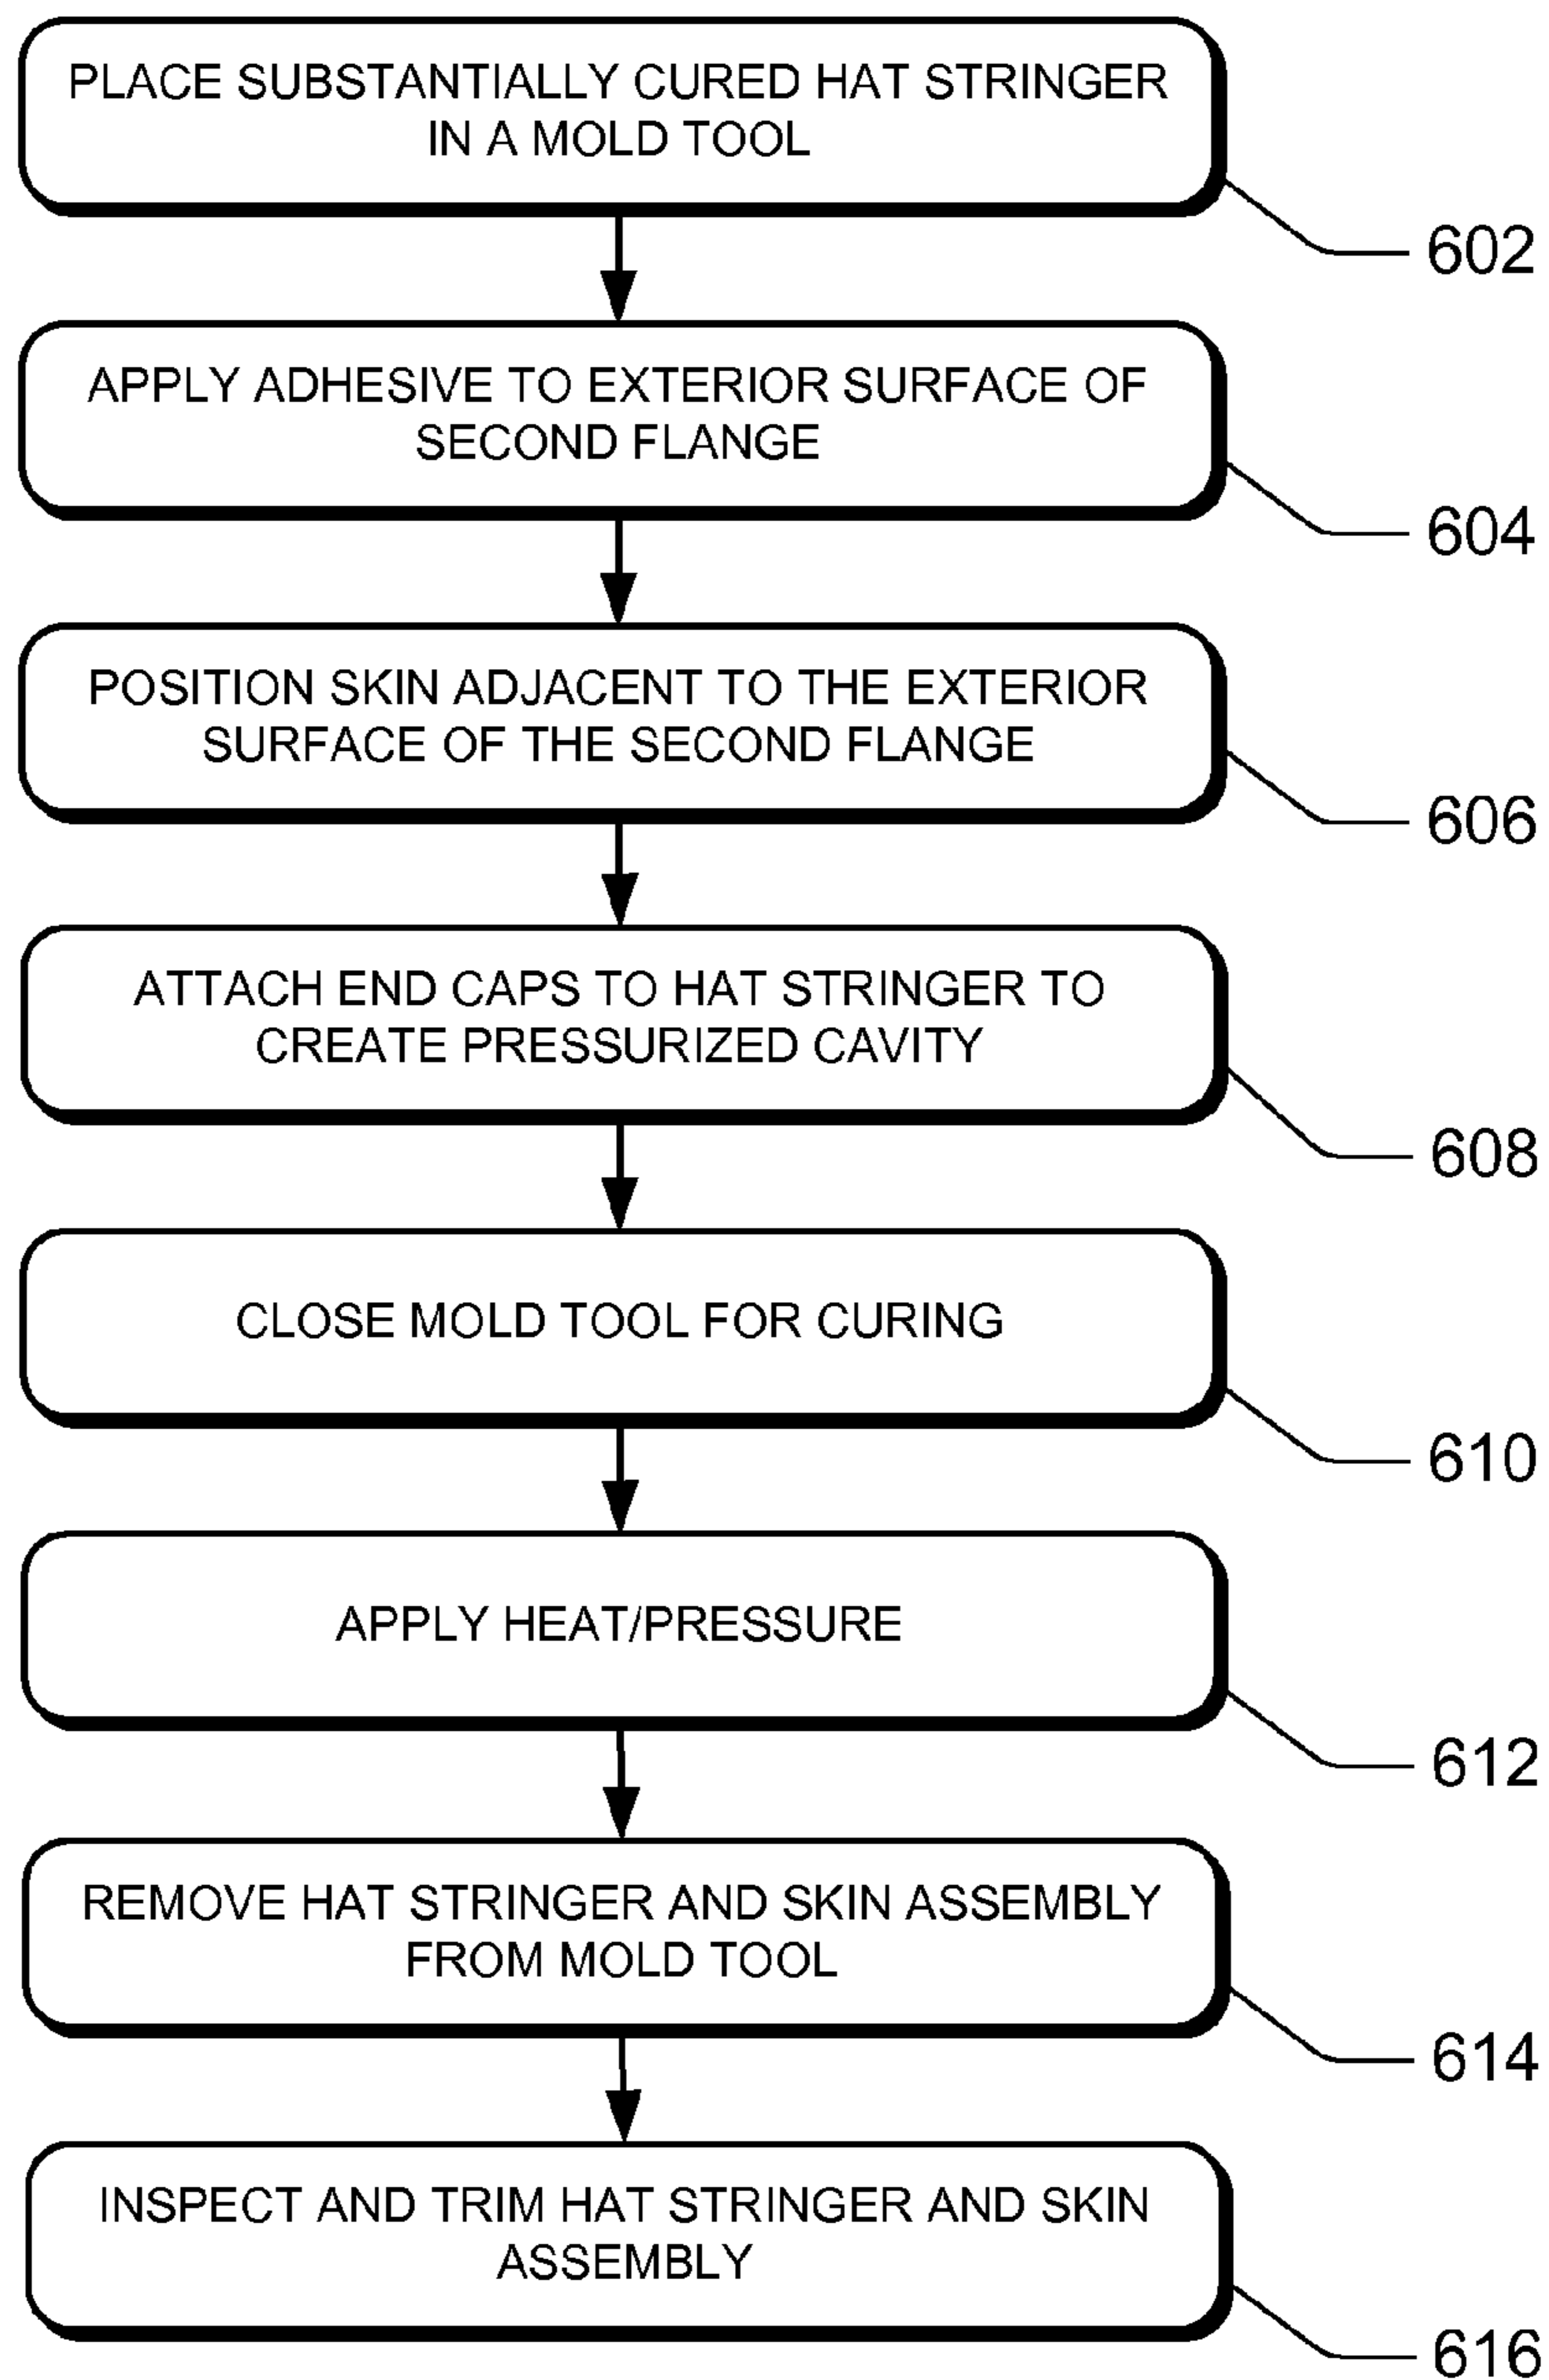 PLACE SUBSTANTIALLY CURED HAT STRINGER
IN A MOLD TOOL
602
APPLY ADHESIVE TO EXTERIOR SURFACE OF
SECOND FLANGE
604
POSITION SKIN ADJACENT TO THE EXTERIOR
SURFACE OF THE SECOND FLANGE
606
ATTACH END CAPS TO HAT STRINGER TO
CREATE PRESSURIZED CAVITY
608
CLOSE MOLD TOOL FOR CURING
610
APPLY HEAT/PRESSURE
612
REMOVE HAT STRINGER AND SKIN ASSEMBLY
FROM MOLD TOOL
614
INSPECT AND TRIM HAT STRINGER AND SKIN
ASSEMBLY
616